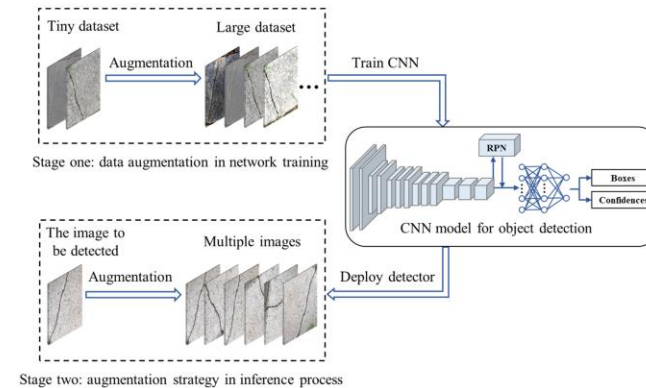 Tiny dataset
Large dataset
Augmentation
Train CNN
Stage one: data augmentation in network training
RPN
Boxes
Confidences
CNN model for object detection
The image to
be detected
Multiple images
Augmentation
Deploy detector
Stage two: augmentation strategy in inference process